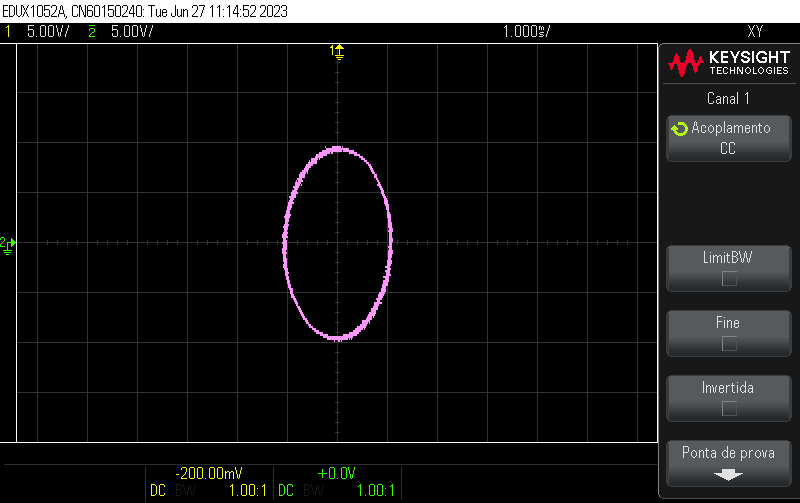 EDUX1052A, CN60150240: Tue Jun 27 11:14:52 2023
1 5.00V/ 2 5.00V/ 1.000ms/ XY
1
KEYSIGHT
TECHNOLOGIES
Canal 1
Acoplamento
CC
2
LimitBW
Fine
Invertida
Ponta de prova
-200.00mV +0.0V
DC BW 1.00:1 DC BW 1.00:1